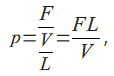 p = F / (V / L) = FL / V ,